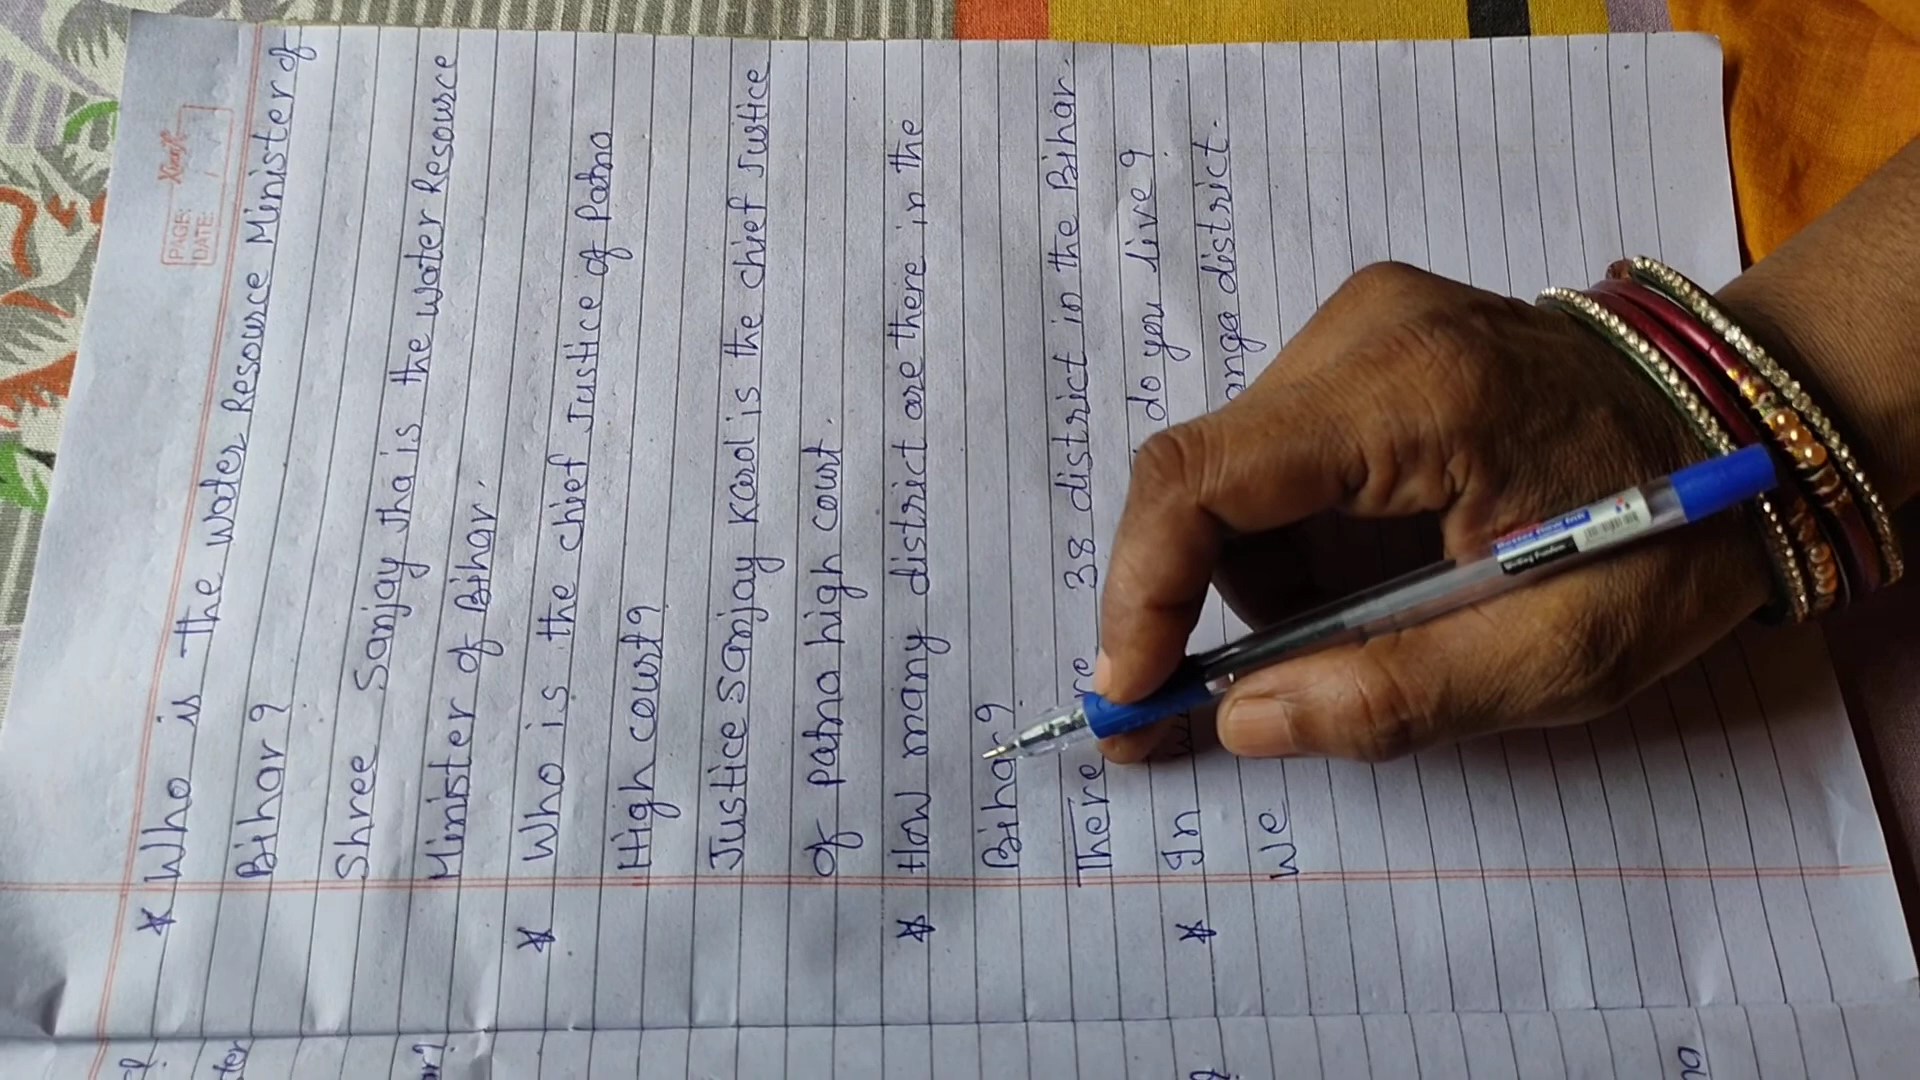 PAGE:
DATE:
* Who is the water Resource Minister of
Bihar?
Shree Sanjay Jha is the water Resource
Minister of Bihar.
* Who is the chief Justice of Patna
High court?
Justice Sanjay karol is the chief Justice
of patna high court.
* How many district are there in the
Bihar?
There are 38 district in the Bihar.
* In do you live?
We anga district.